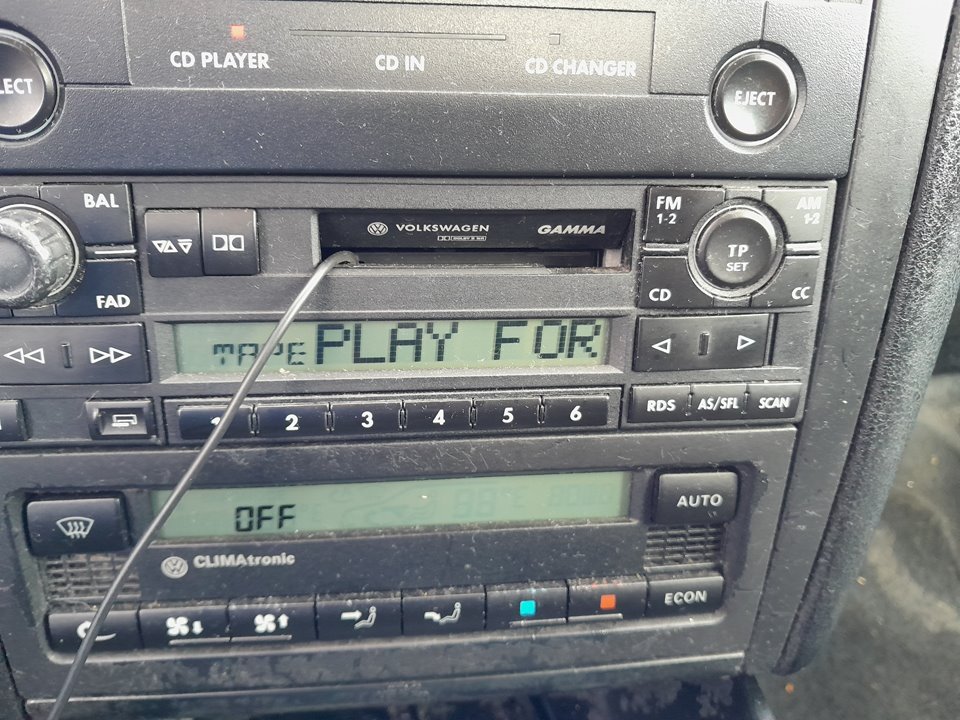 CD PLAYER CD IN CD CHANGER
LECT
EJECT
BAL
FAD
VOLKSWAGEN GAMMA
FM
1-2
AM
1-2
TP
SET
CD
CC
TAPE PLAY FOR
1 2 3 4 5 6
RDS AS/SFL SCAN
OFF
AUTO
CLIMAtronic
ECON